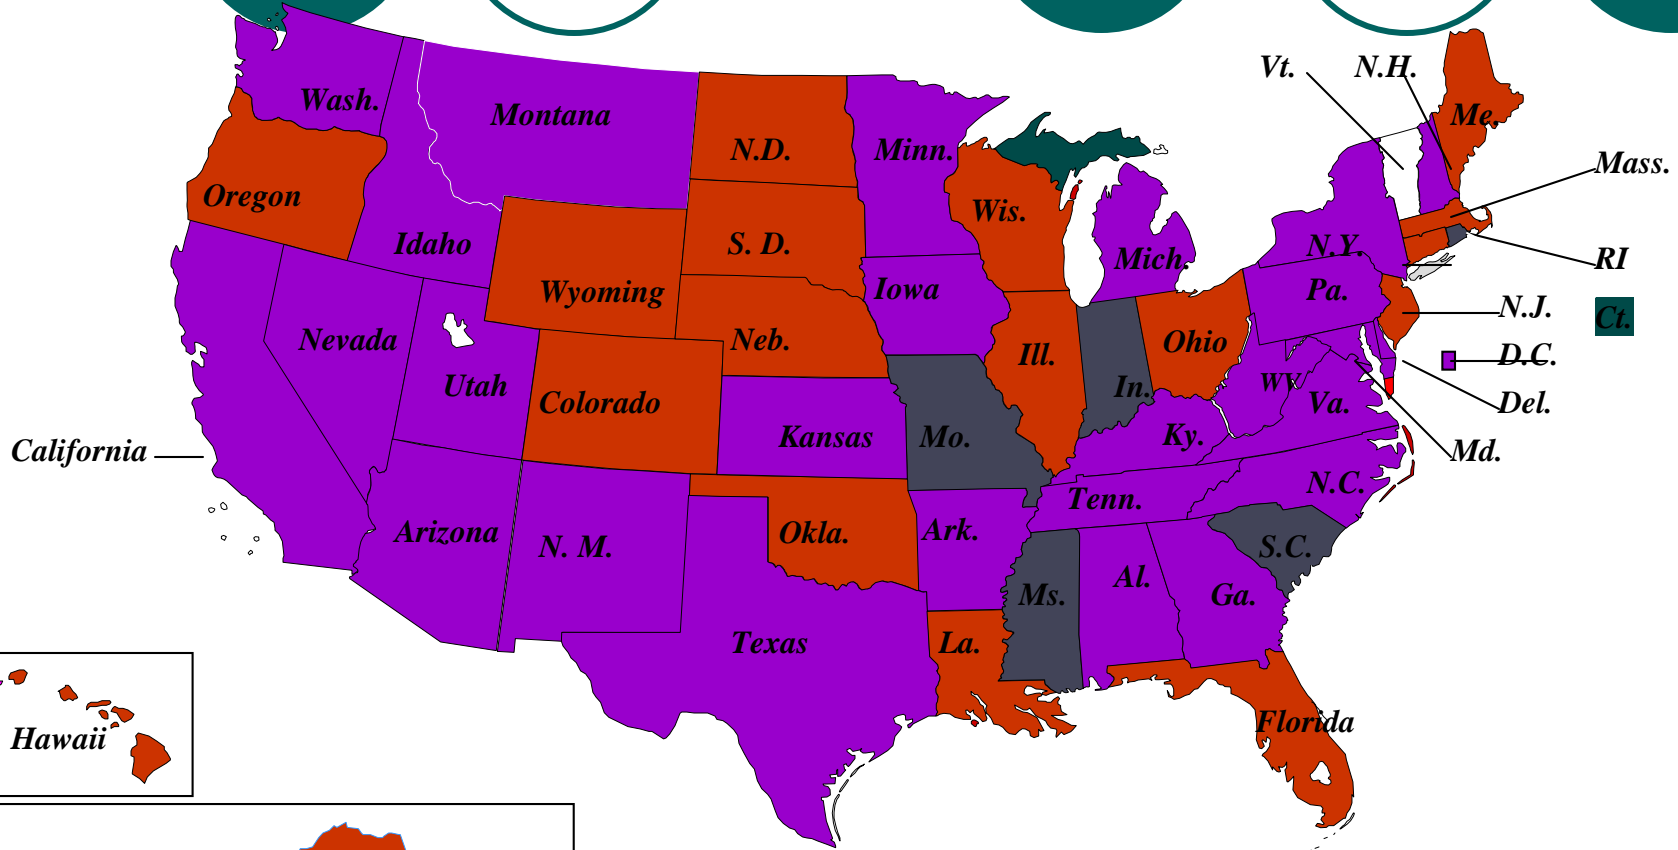 Vt.
N.H.
Wash.
Montana
Me.
N.D.
Minn.
Mass.
Oregon
Wis.
Idaho
S. D.
N.Y.
Mich.
RI
Wyoming
Iowa
Pa.
N.J.
Ct.
Nevada
Neb.
Ill.
Ohio
D.C.
Utah
Colorado
In.
WV
Va.
Del.
California
Kansas
Mo.
Ky.
Md.
Tenn.
N.C.
Arizona
N. M.
Okla.
Ark.
S.C.
Ms.
Al.
Ga.
Texas
La.
Hawaii
Florida